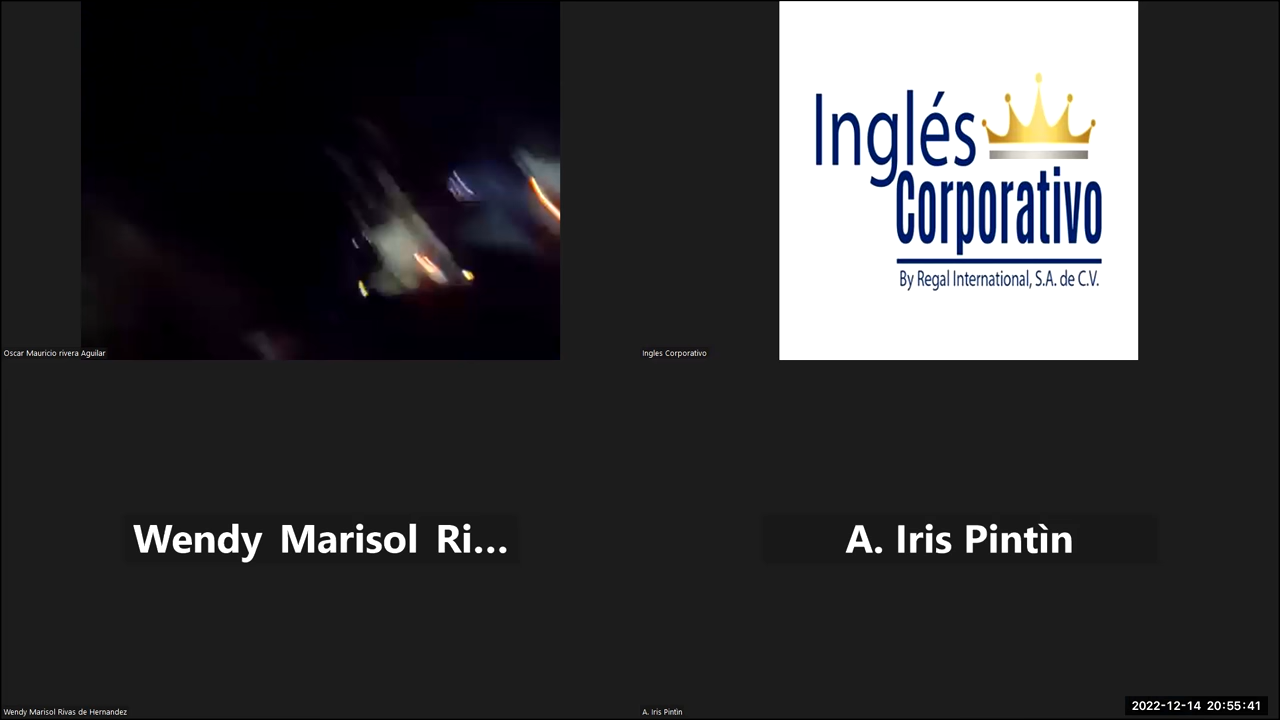 Inglés
Corporativo
By Regal International, S.A. de C.V.
Oscar Mauricio rivera Aguilar
Ingles Corporativo
Wendy Marisol Ri...
A. Iris Pintìn
Wendy Marisol Rivas de Hernandez
A. Iris Pintìn
2022-12-14 20:55:41